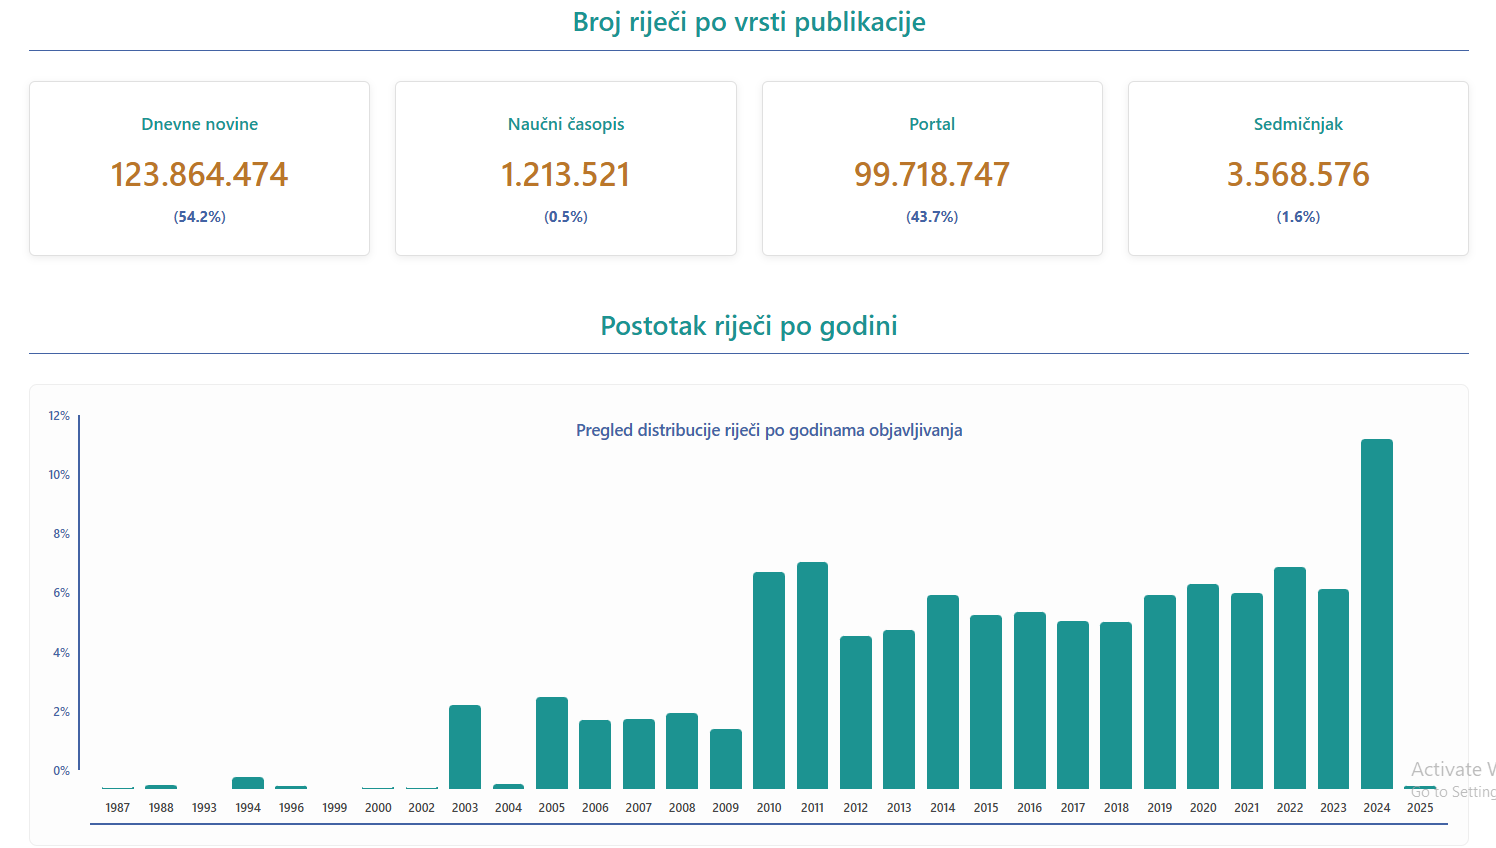 Broj riječi po vrsti publikacije
Dnevne novine
123.864.474
(54.2%)
Naučni časopis
1.213.521
(0.5%)
Portal
99.718.747
(43.7%)
Sedmičnjak
3.568.576
(1.6%)
Postotak riječi po godini
Pregled distribucije riječi po godinama objavljivanja
12%
10%
8%
6%
4%
2%
0%
1987 1988 1993 1994 1996 1999 2000 2002 2003 2004 2005 2006 2007 2008 2009 2010 2011 2012 2013 2014 2015 2016 2017 2018 2019 2020 2021 2022 2023 2024 2025
Activate W
Go to Setting